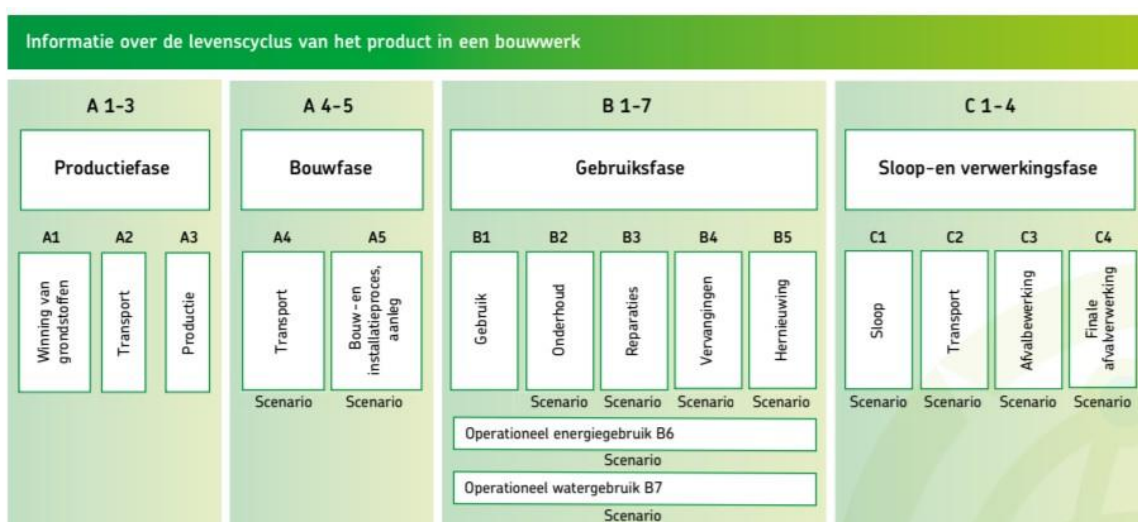 Informatie over de levenscyclus van het product in een bouwwerk
A 1-3
Productiefase
A1
A2
A3
Winning van
grondstoffen
Transport
Productie
A 4-5
Bouwfase
A4
A5
Transport
Bouw- en
installatieproces,
aanleg
Scenario
Scenario
B 1-7
Gebruiksfase
B1
B2
B3
B4
B5
Gebruik
Onderhoud
Reparaties
Vervangingen
Hernieuwing
Scenario
Scenario
Scenario
Scenario
Operationeel energiegebruik B6
Scenario
Operationeel watergebruik B7
Scenario
C 1-4
Sloop-en verwerkingsfase
C1
C2
C3
C4
Sloop
Transport
Afvalbewerking
Finale
afvalverwerking
Scenario
Scenario
Scenario
Scenario